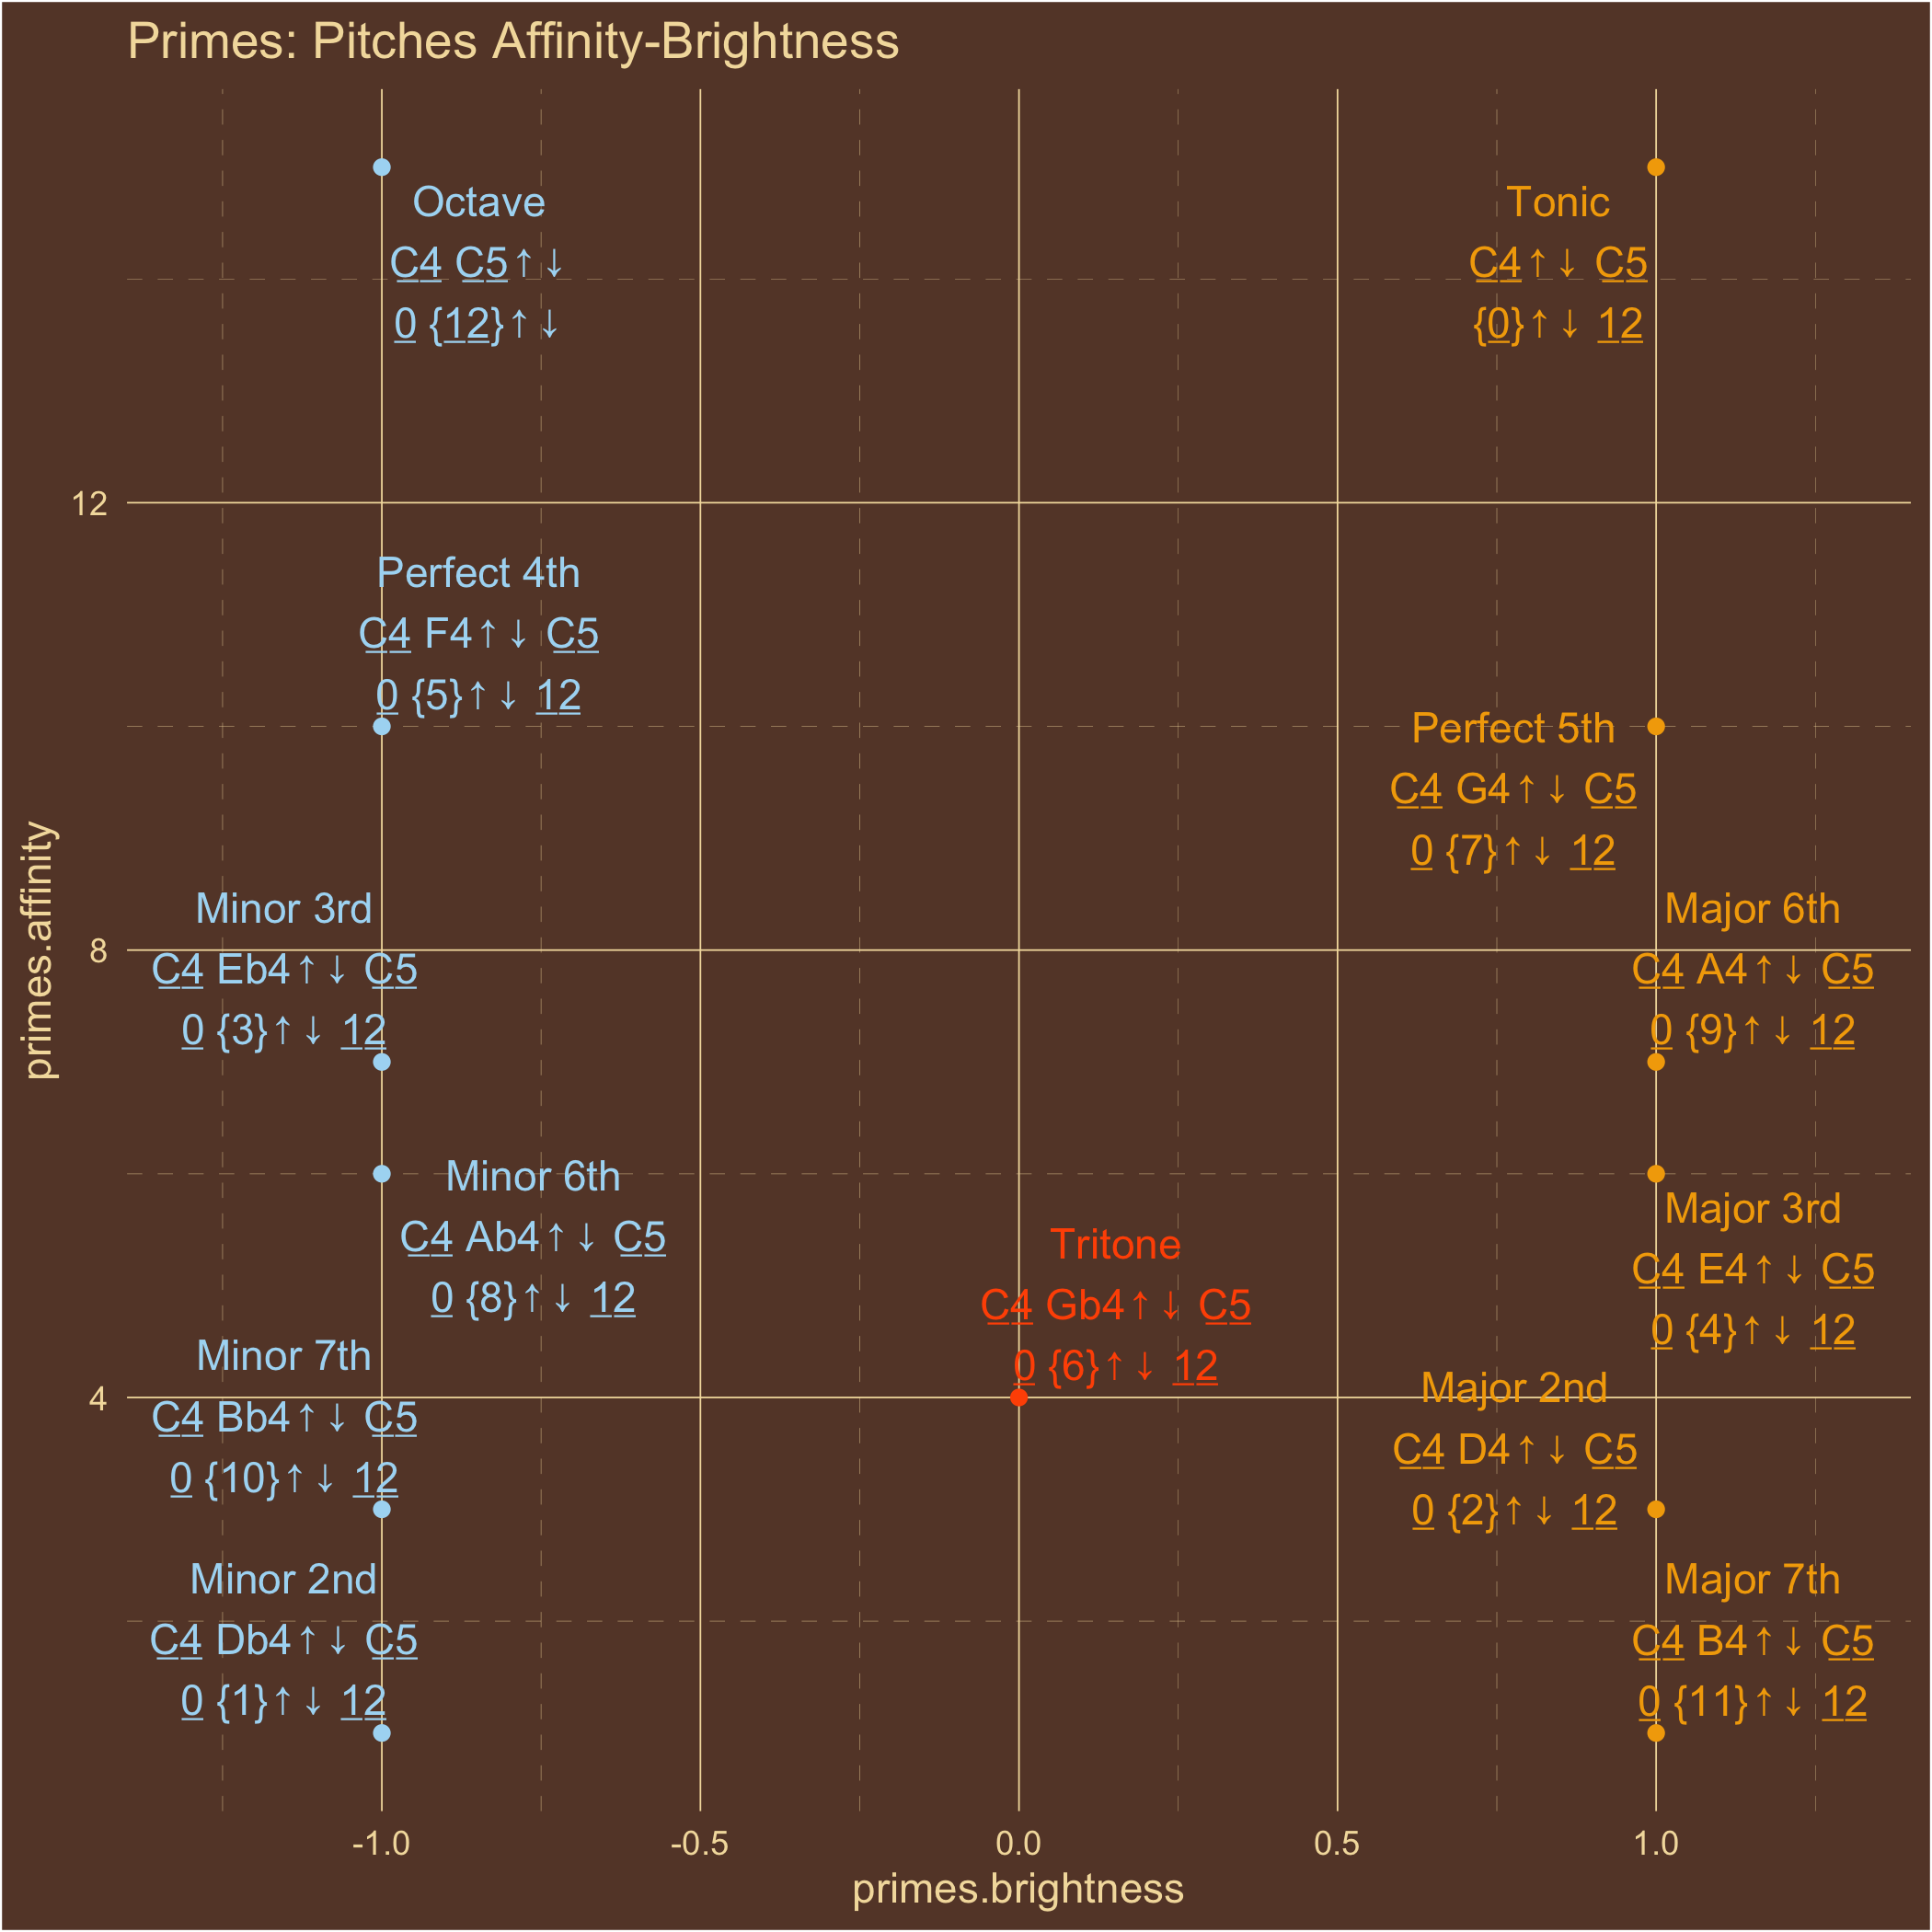 Primes: Pitches Affinity-Brightness
Octave
C4 C5↑↓
0 {12}↑↓
Tonic
C4↑↓ C5
{0}↑↓ 12
12
Perfect 4th
C4 F4↑↓ C5
0 {5}↑↓ 12
Perfect 5th
C4 G4↑↓ C5
0 {7}↑↓ 12
primes.affinity
8
Minor 3rd
C4 Eb4↑↓ C5
0 {3}↑↓ 12
Major 6th
C4 A4↑↓ C5
0 {9}↑↓ 12
Minor 6th
C4 Ab4↑↓ C5
0 {8}↑↓ 12
Tritone
C4 Gb4↑↓ C5
0 {6}↑↓ 12
Major 3rd
C4 E4↑↓ C5
0 {4}↑↓ 12
4
Minor 7th
C4 Bb4↑↓ C5
0 {10}↑↓ 12
Major 2nd
C4 D4↑↓ C5
0 {2}↑↓ 12
Minor 2nd
C4 Db4↑↓ C5
0 {1}↑↓ 12
Major 7th
C4 B4↑↓ C5
0 {11}↑↓ 12
-1.0 -0.5 0.0 0.5 1.0
primes.brightness